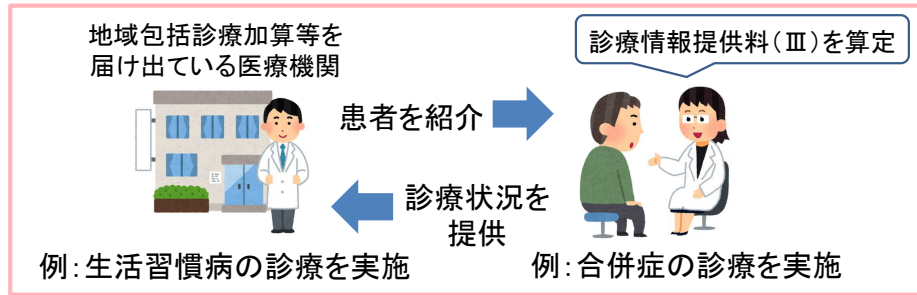 地域包括診療加算等を
届け出ている医療機関
診療情報提供料(Ⅲ)を算定
患者を紹介
診療状況を
提供
例:生活習慣病の診療を実施
例:合併症の診療を実施